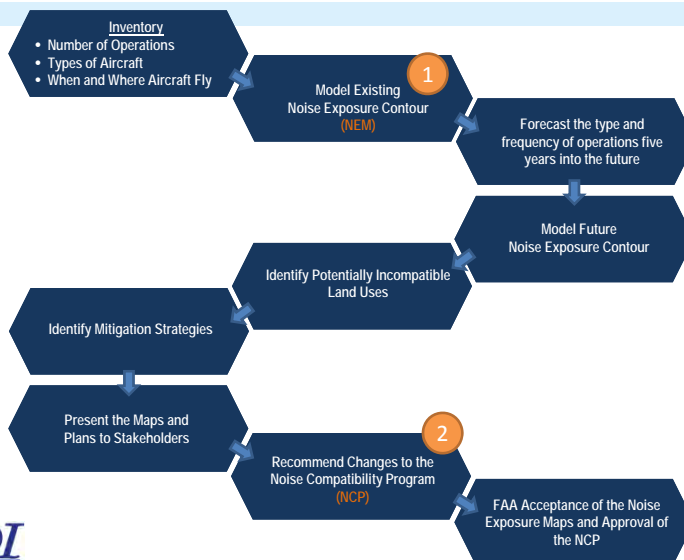 Inventory
• Number of Operations
• Types of Aircraft
• When and Where Aircraft Fly
1
Model Existing
Noise Exposure Contour
(NEM)
Forecast the type and
frequency of operations five
years into the future
Model Future
Noise Exposure Contour
Identify Potentially Incompatible
Land Uses
Identify Mitigation Strategies
Present the Maps and
Plans to Stakeholders
2
Recommend Changes to the
Noise Compatibility Program
(NCP)
FAA Acceptance of the Noise
Exposure Maps and Approval of
the NCP